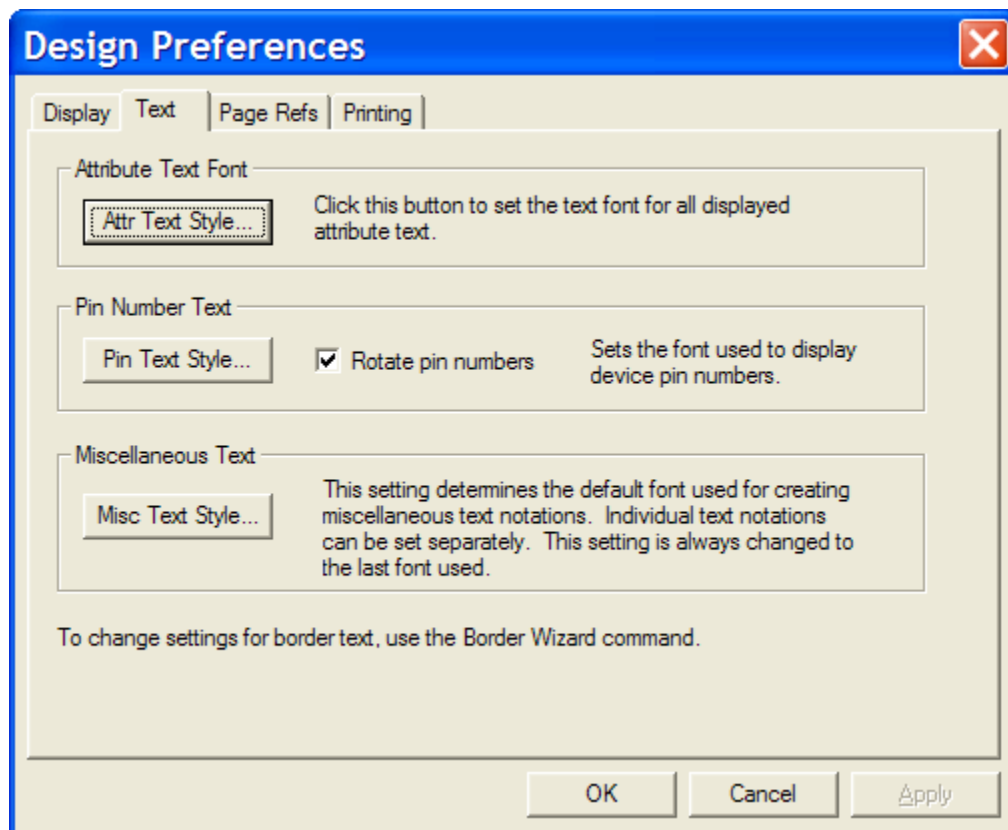 Design Preferences
Display Text Page Refs Printing
Attribute Text Font
Attr Text Style...
Click this button to set the text font for all displayed
attribute text.
Pin Number Text
Pin Text Style...
Rotate pin numbers
Sets the font used to display
device pin numbers.
Miscellaneous Text
Misc Text Style...
This setting determines the default font used for creating
miscellaneous text notations. Individual text notations
can be set separately. This setting is always changed to
the last font used.
To change settings for border text, use the Border Wizard command.
OK Cancel Apply